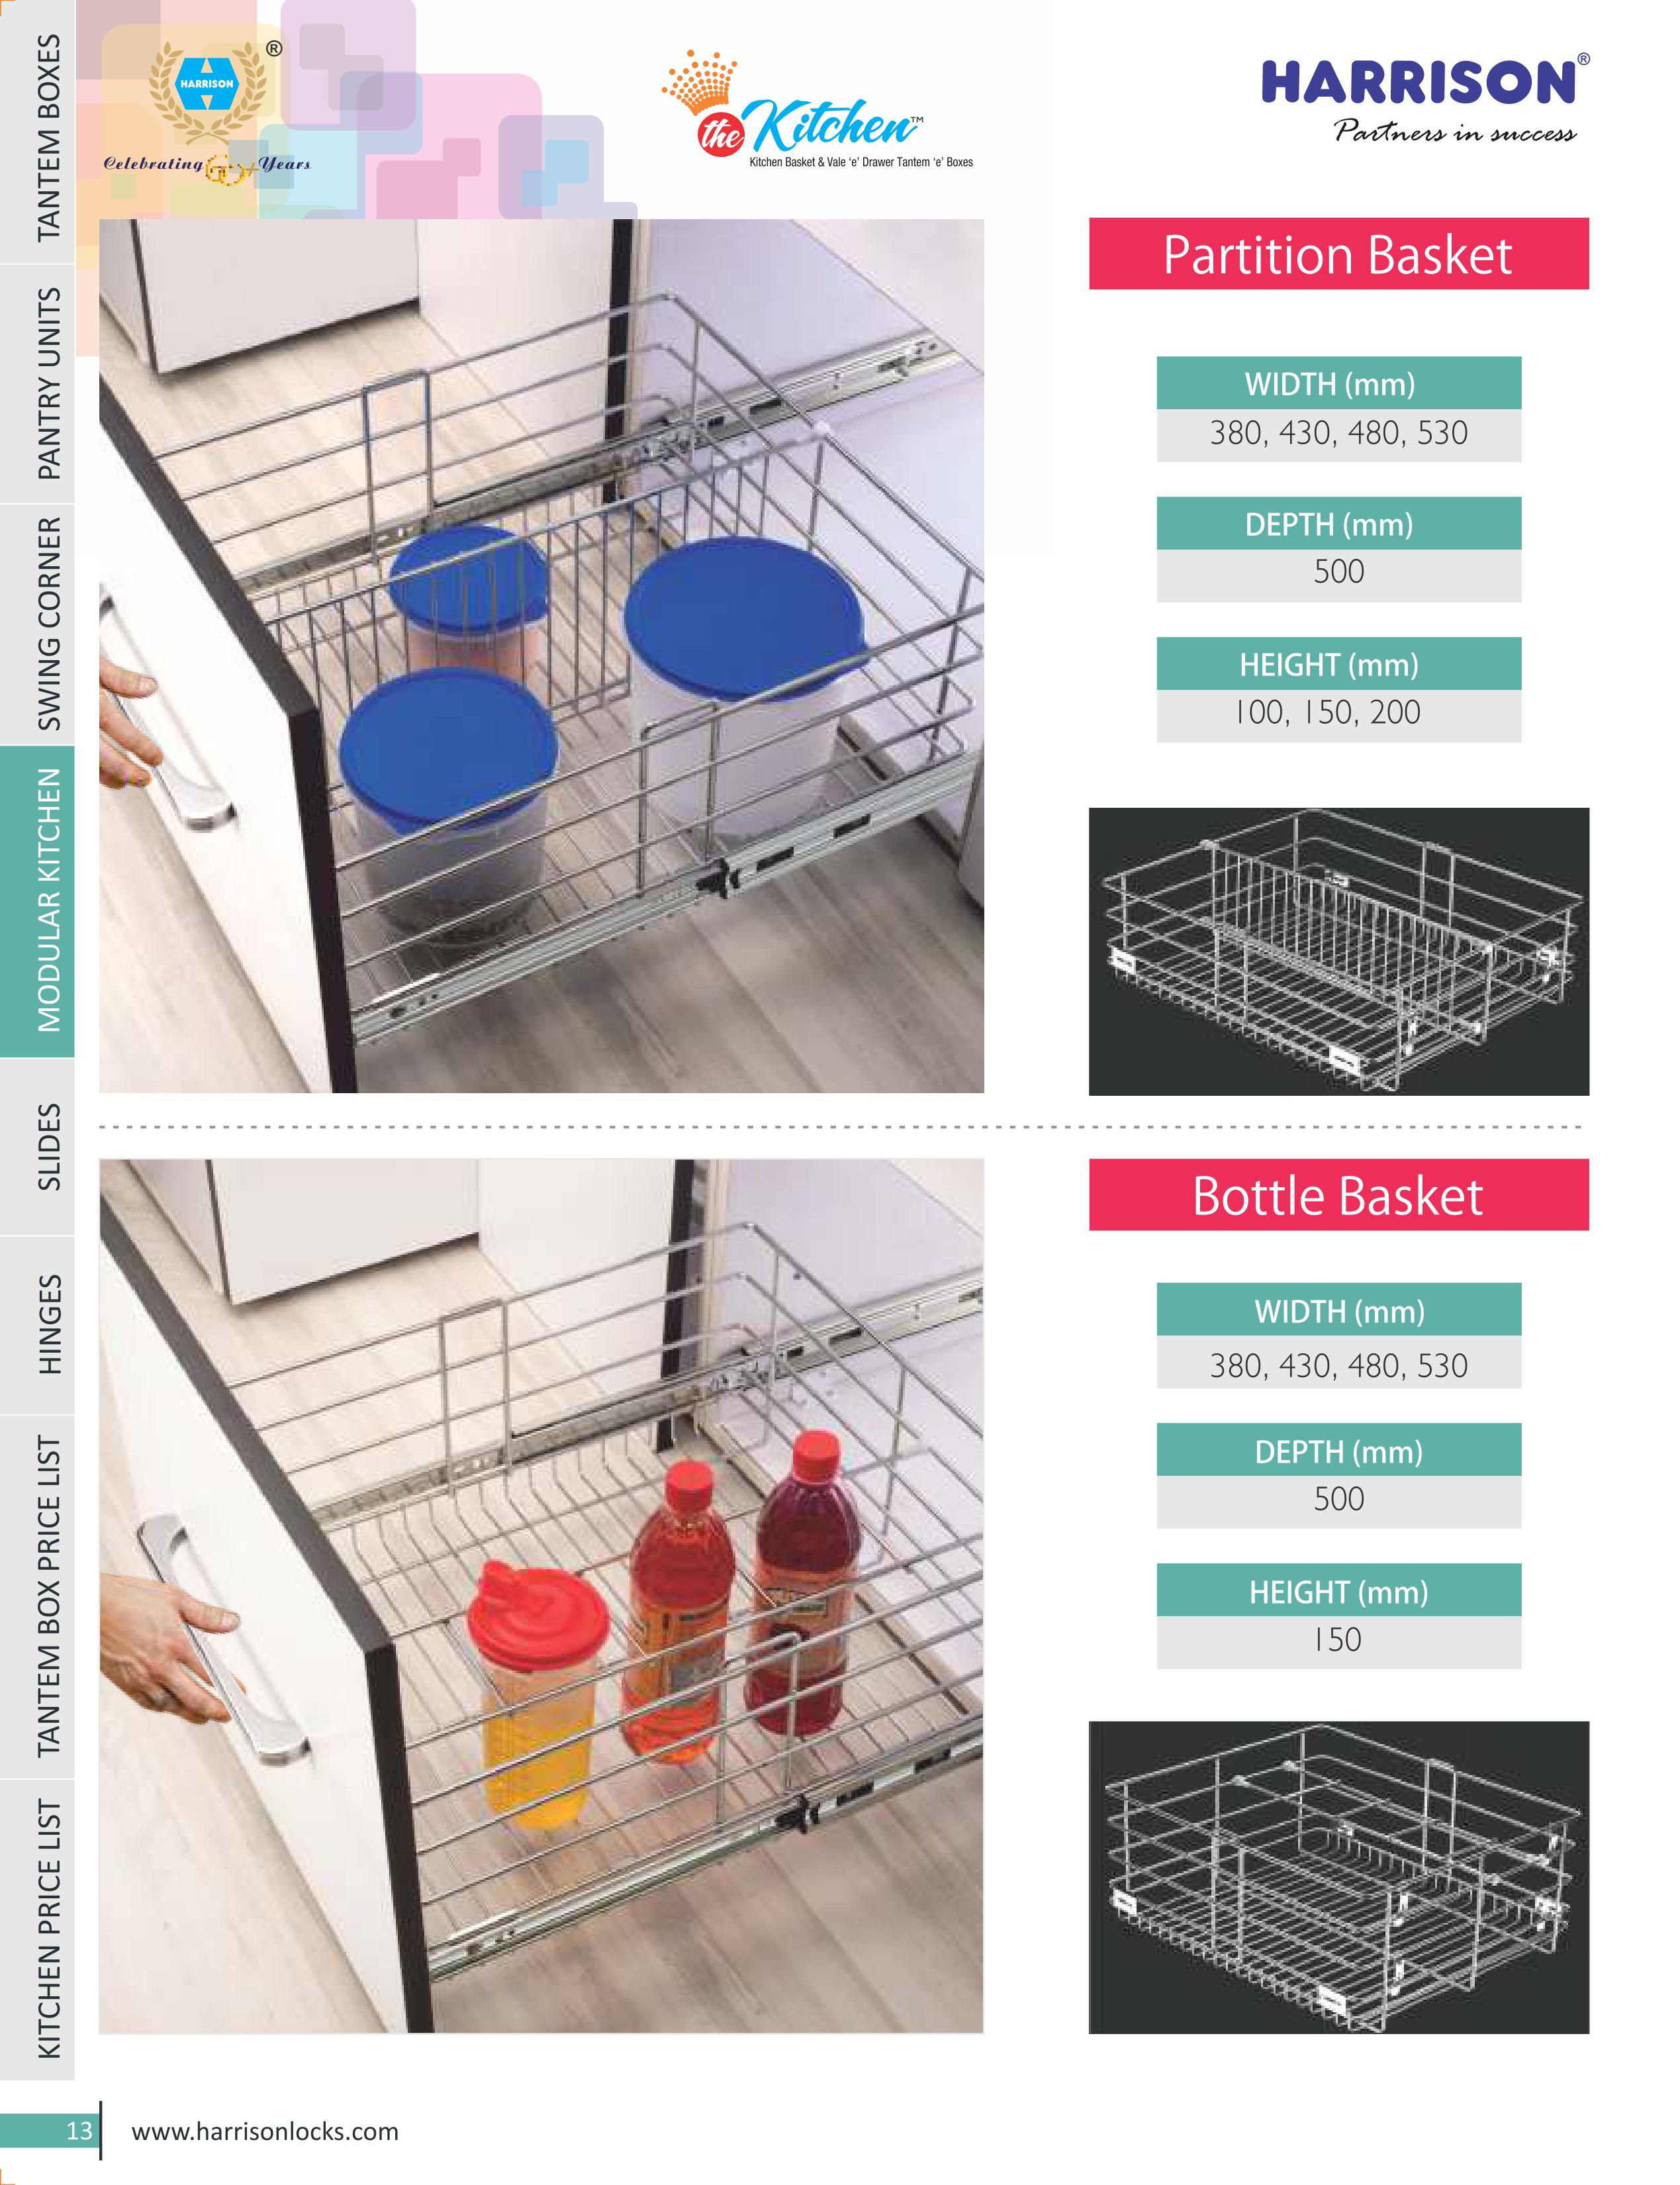 TANTEM BOXES
PANTRY UNITS
SWING CORNER
MODULAR KITCHEN
SLIDES
HINGES
TANTEM BOX PRICE LIST
KITCHEN PRICE LIST
®
HARRISON
Celebrating 60+ Years
the Kitchen™
Kitchen Basket & Vale 'e' Drawer Tantem 'e' Boxes
HARRISON®
Partners in success
Partition Basket
WIDTH (mm)
380, 430, 480, 530
DEPTH (mm)
500
HEIGHT (mm)
100, 150, 200
Bottle Basket
WIDTH (mm)
380, 430, 480, 530
DEPTH (mm)
500
HEIGHT (mm)
150
13
www.harrisonlocks.com